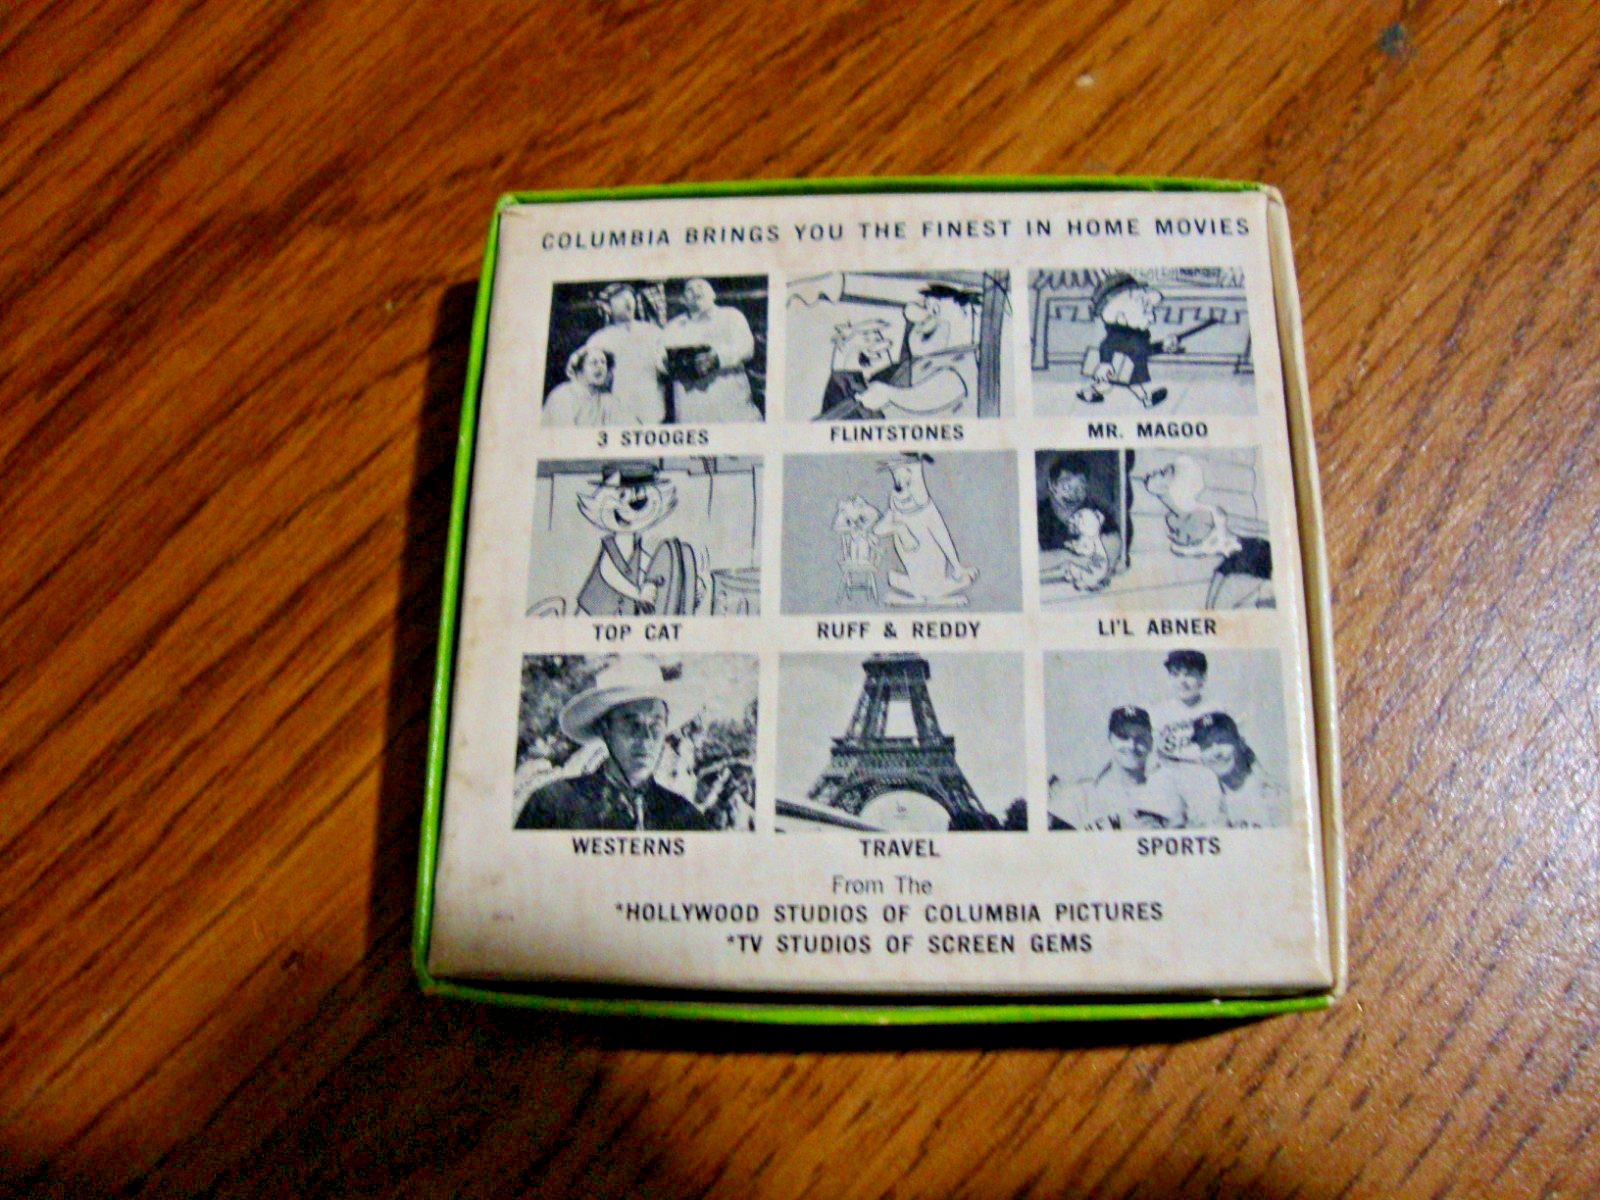 COLUMBIA BRINGS YOU THE FINEST IN HOME MOVIES
3 STOOGES FLINTSTONES MR. MAGOO
TOP CAT RUFF & REDDY LI'L ABNER
NEW
WESTERNS TRAVEL SPORTS
From The
*HOLLYWOOD STUDIOS OF COLUMBIA PICTURES
*TV STUDIOS OF SCREEN GEMS